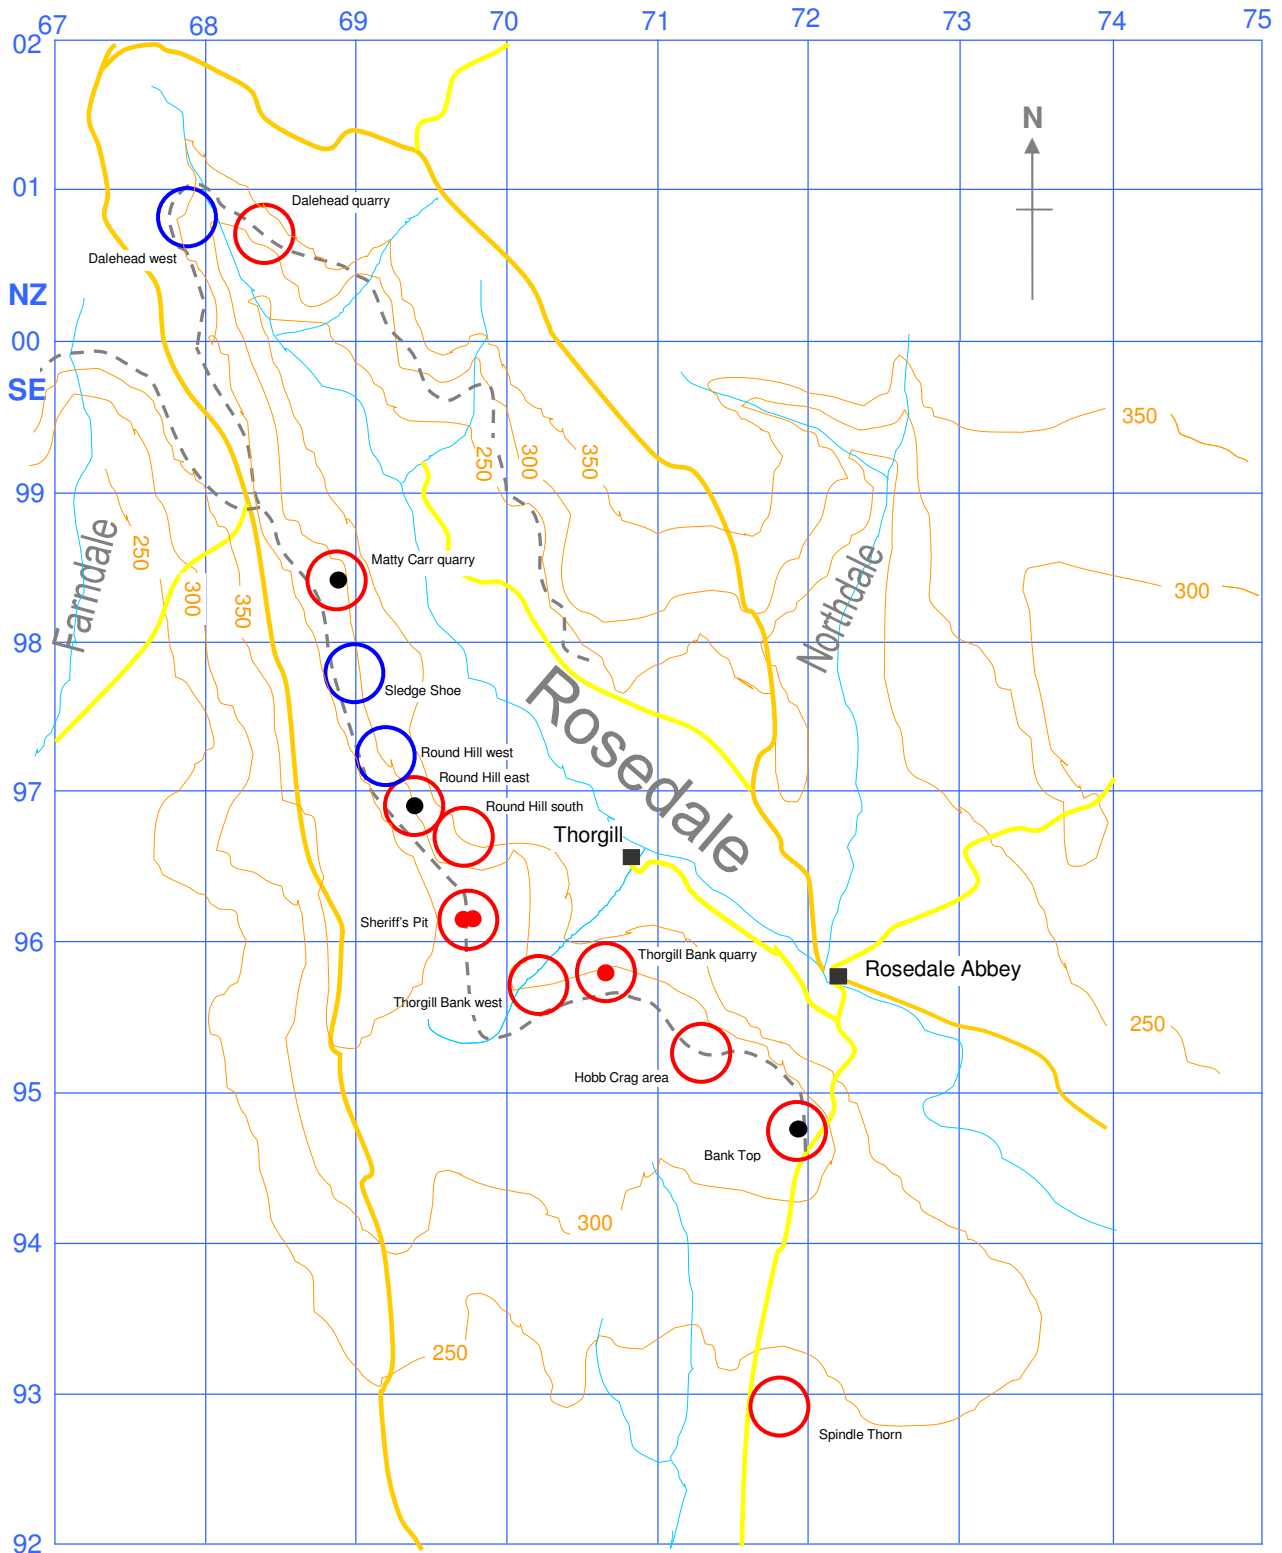 67 68 69 70 71 72 73 74 75
02
N
01
Dalehead quarry
Dalehead west
NZ
00
SE
350
250 300 350
99
Farndale
250 300 350
Matty Carr quarry
Northdale
300
98
Sledge Shoe
Rosedale
Round Hill west
Round Hill east
97
Round Hill south
Thorgill
Sheriff's Pit
96
Thorgill Bank quarry
Rosedale Abbey
Thorgill Bank west
250
Hobb Crag area
95
Bank Top
300
94
250
93
Spindle Thorn
92